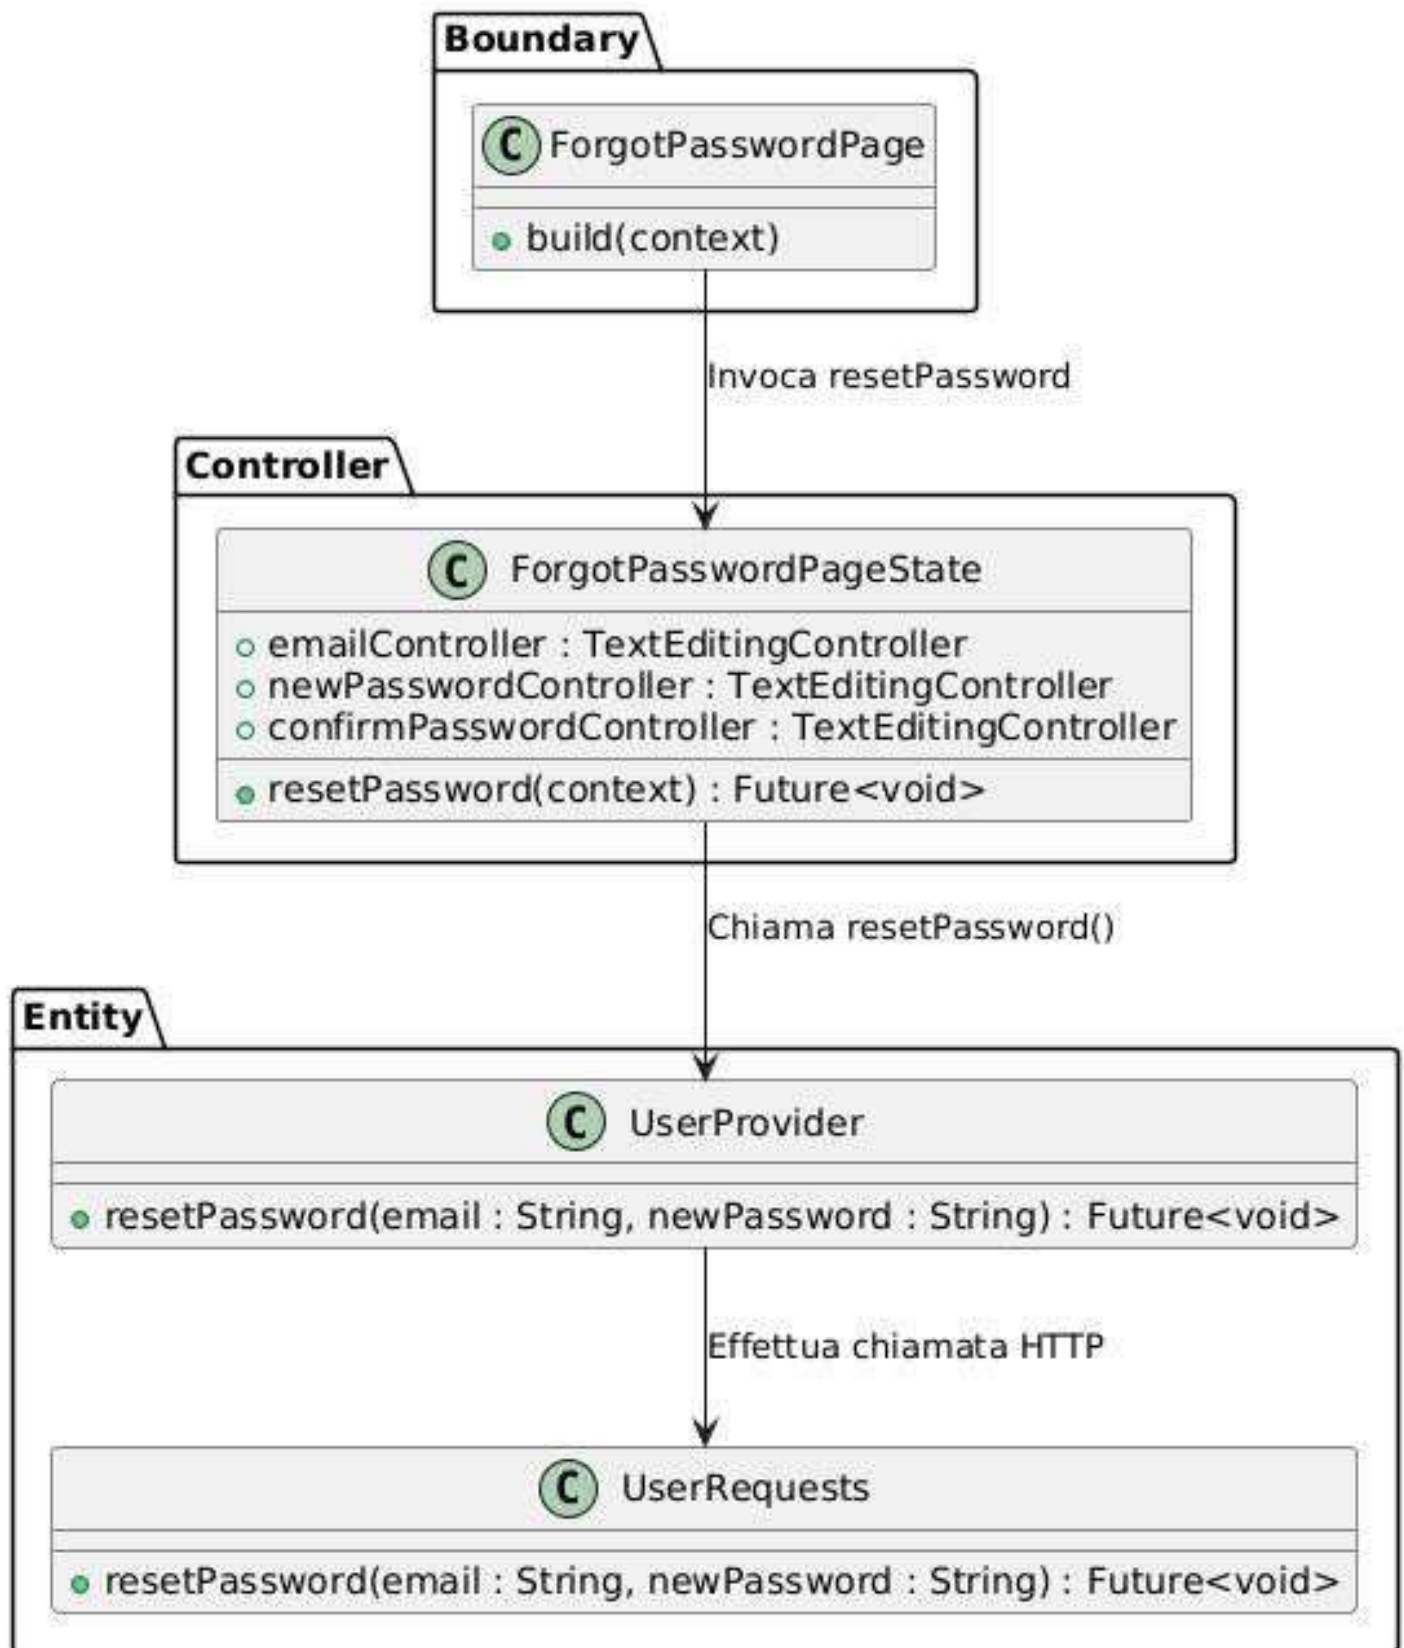 Boundary
C ForgotPasswordPage
build(context)
Invoca resetPassword
Controller
C ForgotPasswordPageState
emailController : TextEditingController
newPasswordController : TextEditingController
confirmPasswordController : TextEditingController
resetPassword(context) : Future<void>
Chiama resetPassword()
Entity
C UserProvider
resetPassword(email : String, newPassword : String) : Future<void>
Effettua chiamata HTTP
C UserRequests
resetPassword(email : String, newPassword : String) : Future<void>